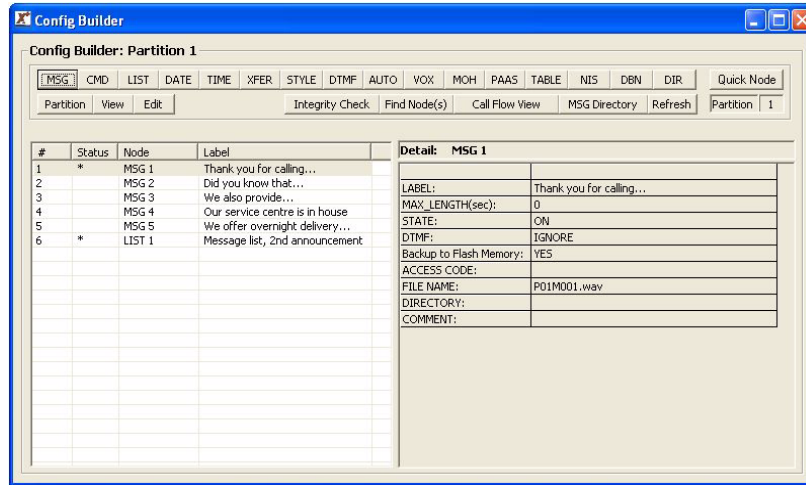 Config Builder
Config Builder: Partition 1
MSG CMD LIST DATE TIME XFER STYLE DTMF AUTO VOX MOH PAAS TABLE NIS DBN DIR Quick Node
Partition View Edit Integrity Check Find Node(s) Call Flow View MSG Directory Refresh Partition 1
# Status Node Label
1 * MSG 1 Thank you for calling...
2 MSG 2 Did you know that...
3 MSG 3 We also provide...
4 MSG 4 Our service centre is in house
5 MSG 5 We offer overnight delivery...
6 * LIST 1 Message list, 2nd announcement
Detail: MSG 1
LABEL: Thank you for calling...
MAX_LENGTH(sec): 0
STATE: ON
DTMF: IGNORE
Backup to Flash Memory: YES
ACCESS CODE:
FILE NAME: P01M001.wav
DIRECTORY:
COMMENT: